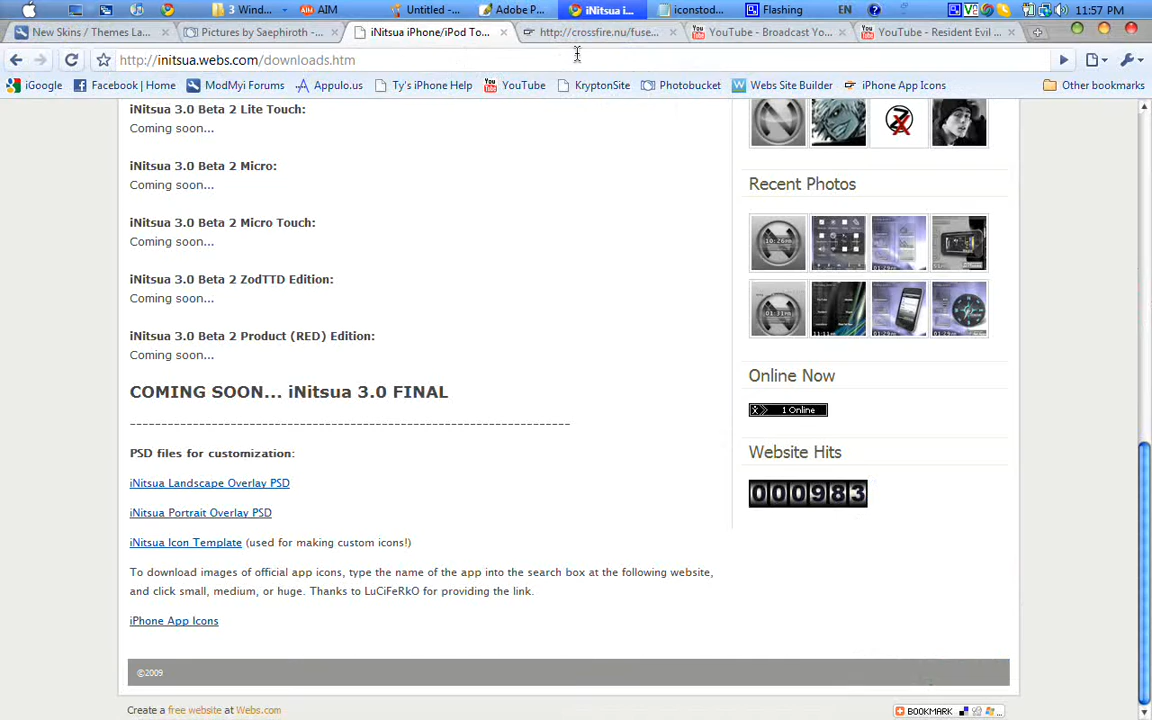 3 Wind... AIM Untitled -... Adobe P... iNitsua i... iconstod... Flashing EN 11:57 PM
New Skins / Themes La... Pictures by Saephiroth - ... iNitsua iPhone/iPod To... http://crossfire.nu/fuse... YouTube - Broadcast Yo... YouTube - Resident Evil ...
http://initsua.webs.com/downloads.htm
iGoogle Facebook | Home ModMyi Forums Appulo.us Ty's iPhone Help YouTube KryptonSite Photobucket Webs Site Builder iPhone App Icons Other bookmarks
iNitsua 3.0 Beta 2 Lite Touch:
Coming soon...
iNitsua 3.0 Beta 2 Micro:
Coming soon...
iNitsua 3.0 Beta 2 Micro Touch:
Coming soon...
iNitsua 3.0 Beta 2 ZodTTD Edition:
Coming soon...
iNitsua 3.0 Beta 2 Product (RED) Edition:
Coming soon...
COMING SOON... iNitsua 3.0 FINAL
----------------------------------------------------------------------
PSD files for customization:
iNitsua Landscape Overlay PSD
iNitsua Portrait Overlay PSD
iNitsua Icon Template (used for making custom icons!)
To download images of official app icons, type the name of the app into the search box at the following website,
and click small, medium, or huge. Thanks to LuCiFeRkO for providing the link.
iPhone App Icons
Recent Photos
10:26pm
01:31pm
11:11pm
Online Now
1 Online
Website Hits
000983
©2009
Create a free website at Webs.com
BOOKMARK